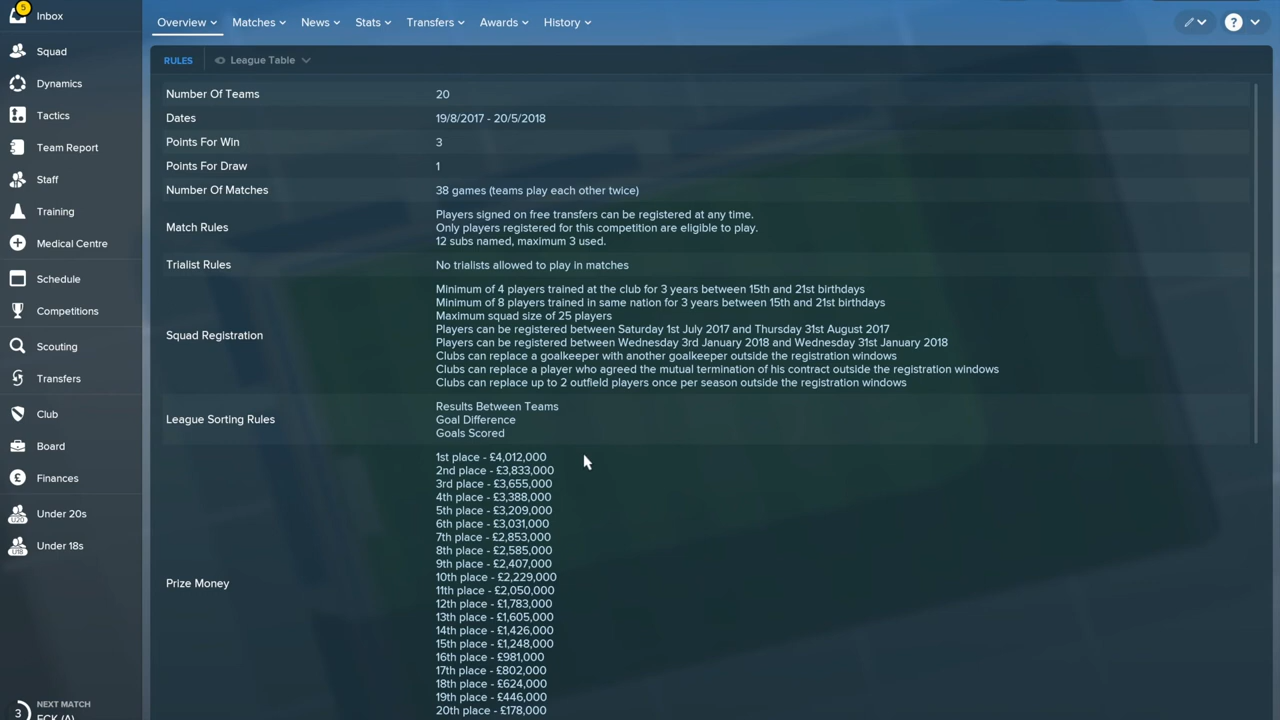 5
Inbox
Overview
Matches
News
Stats
Transfers
Awards
History
?
Squad
Dynamics
Tactics
Team Report
Staff
Training
Medical Centre
Schedule
Competitions
Scouting
Transfers
Club
Board
Finances
U20
Under 20s
U18
Under 18s
3
NEXT MATCH
FCK (A)
RULES
League Table
Number Of Teams 20
Dates 19/8/2017 - 20/5/2018
Points For Win 3
Points For Draw 1
Number Of Matches 38 games (teams play each other twice)
Match Rules
Players signed on free transfers can be registered at any time.
Only players registered for this competition are eligible to play.
12 subs named, maximum 3 used.
Trialist Rules No trialists allowed to play in matches
Squad Registration
Minimum of 4 players trained at the club for 3 years between 15th and 21st birthdays
Minimum of 8 players trained in same nation for 3 years between 15th and 21st birthdays
Maximum squad size of 25 players
Players can be registered between Saturday 1st July 2017 and Thursday 31st August 2017
Players can be registered between Wednesday 3rd January 2018 and Wednesday 31st January 2018
Clubs can replace a goalkeeper with another goalkeeper outside the registration windows
Clubs can replace a player who agreed the mutual termination of his contract outside the registration windows
Clubs can replace up to 2 outfield players once per season outside the registration windows
League Sorting Rules
Results Between Teams
Goal Difference
Goals Scored
Prize Money
1st place - £4,012,000
2nd place - £3,833,000
3rd place - £3,655,000
4th place - £3,388,000
5th place - £3,209,000
6th place - £3,031,000
7th place - £2,853,000
8th place - £2,585,000
9th place - £2,407,000
10th place - £2,229,000
11th place - £2,050,000
12th place - £1,783,000
13th place - £1,605,000
14th place - £1,426,000
15th place - £1,248,000
16th place - £981,000
17th place - £802,000
18th place - £624,000
19th place - £446,000
20th place - £178,000